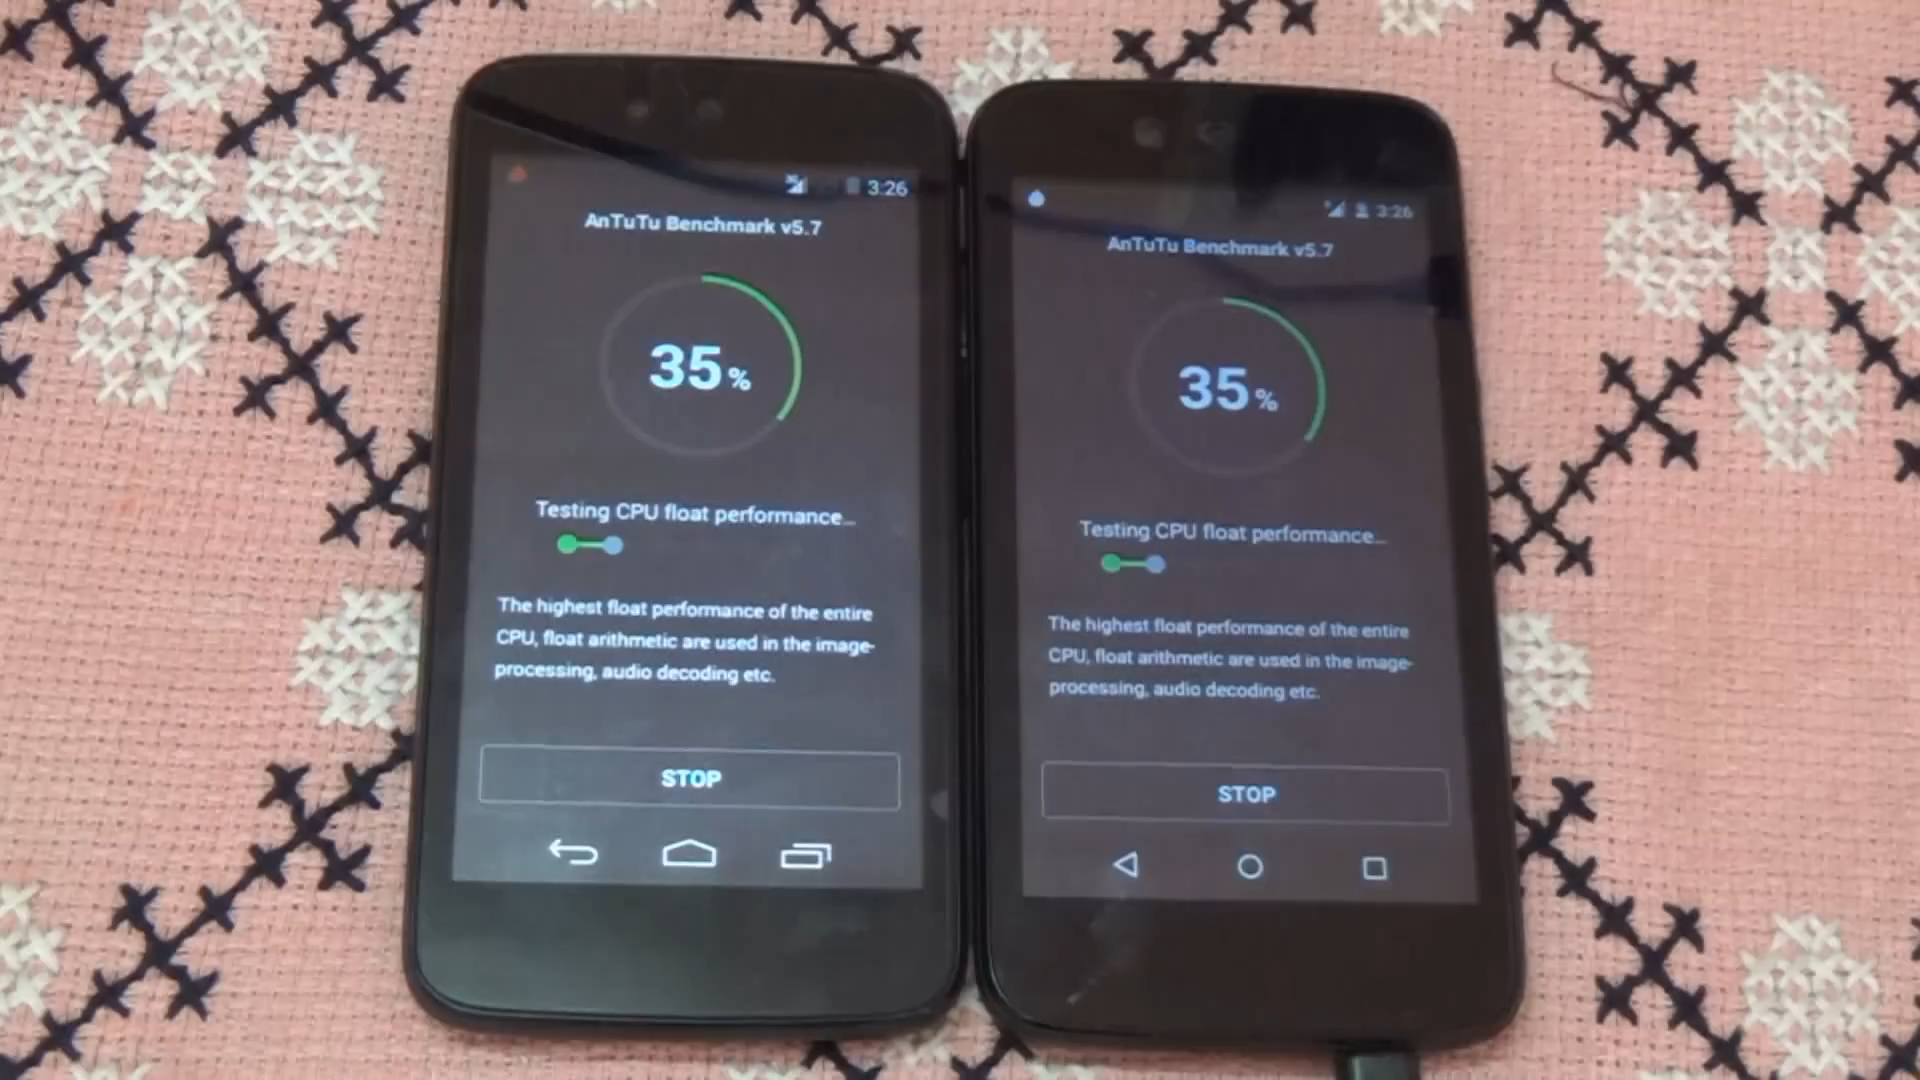 3:26
AnTuTu Benchmark v5.7
35%
Testing CPU float performance...
The highest float performance of the entire
CPU, float arithmetic are used in the image-
processing, audio decoding etc.
STOP
3:26
AnTuTu Benchmark v5.7
35%
Testing CPU float performance...
The highest float performance of the entire
CPU, float arithmetic are used in the image-
processing, audio decoding etc.
STOP